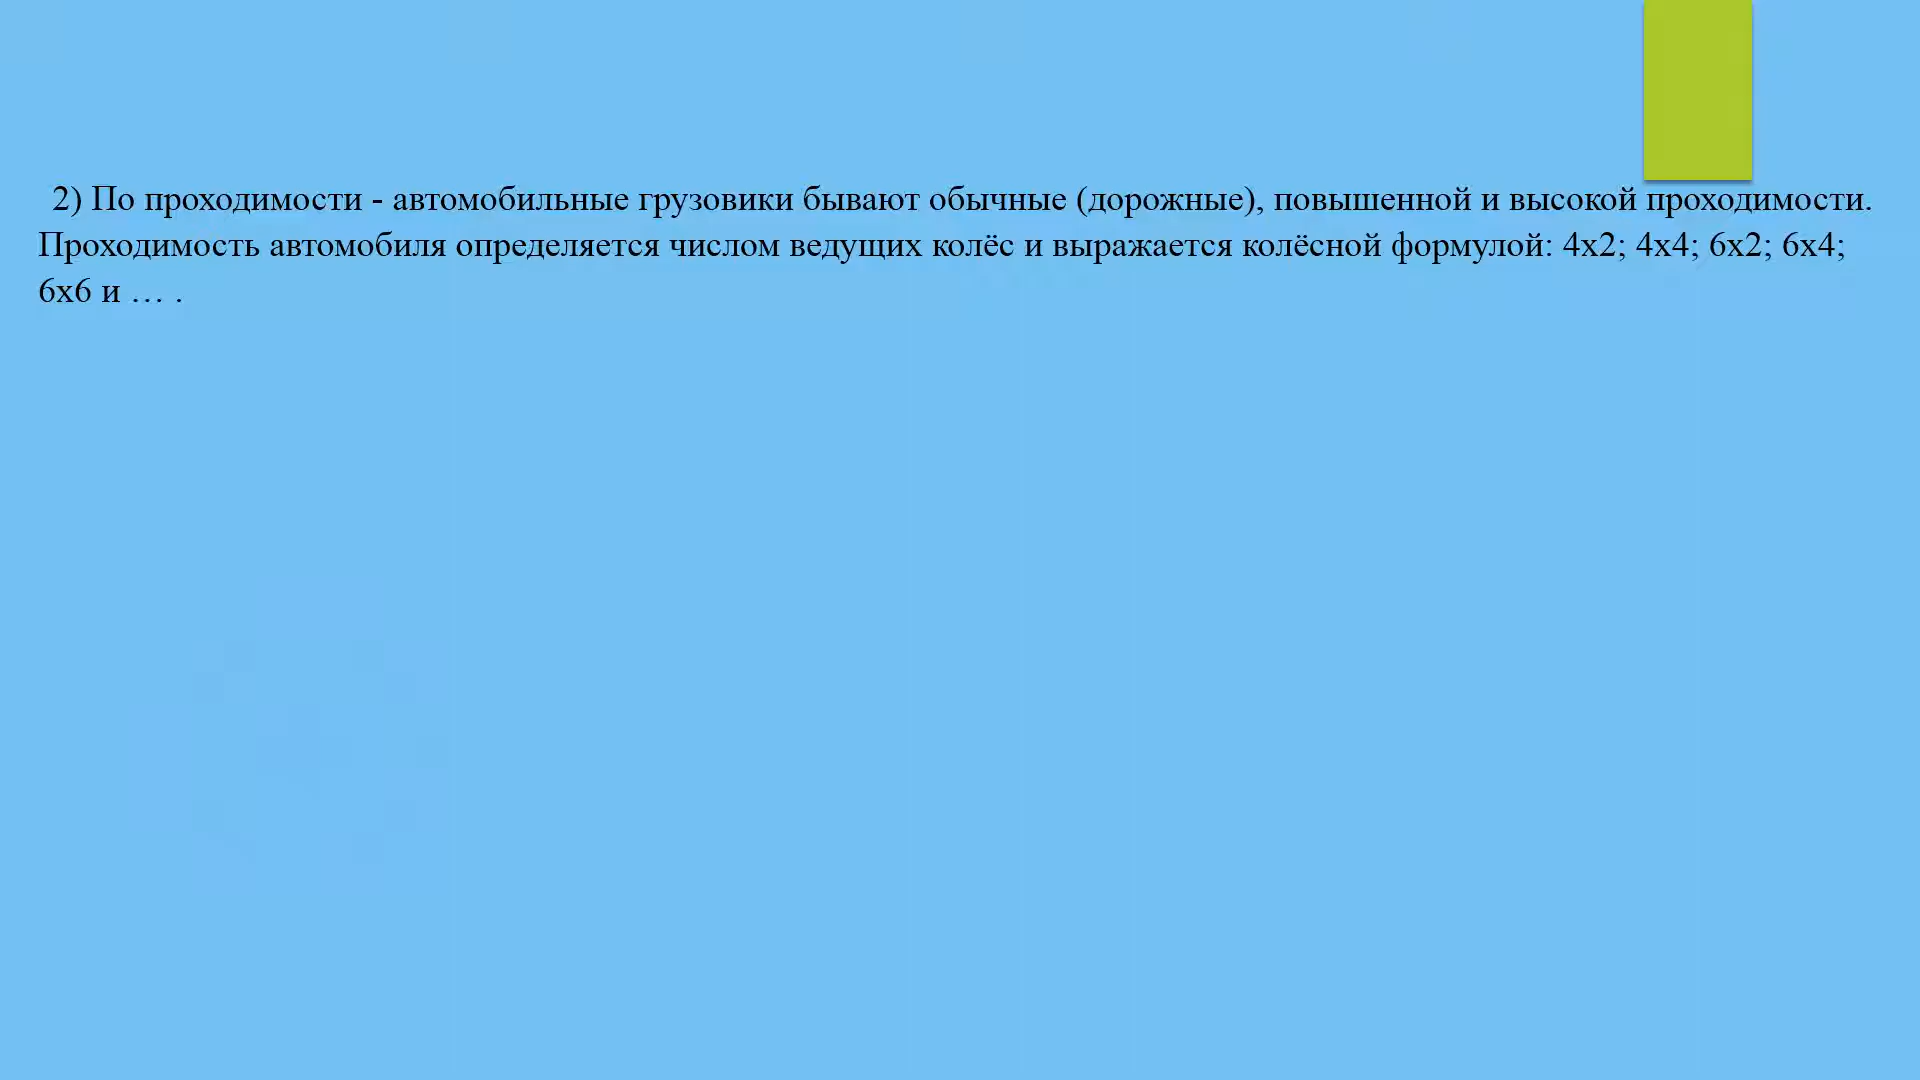 2) По проходимости - автомобильные грузовики бывают обычные (дорожные), повышенной и высокой проходимости.
Проходимость автомобиля определяется числом ведущих колёс и выражается колёсной формулой: 4х2; 4х4; 6х2; 6х4;
6х6 и … .